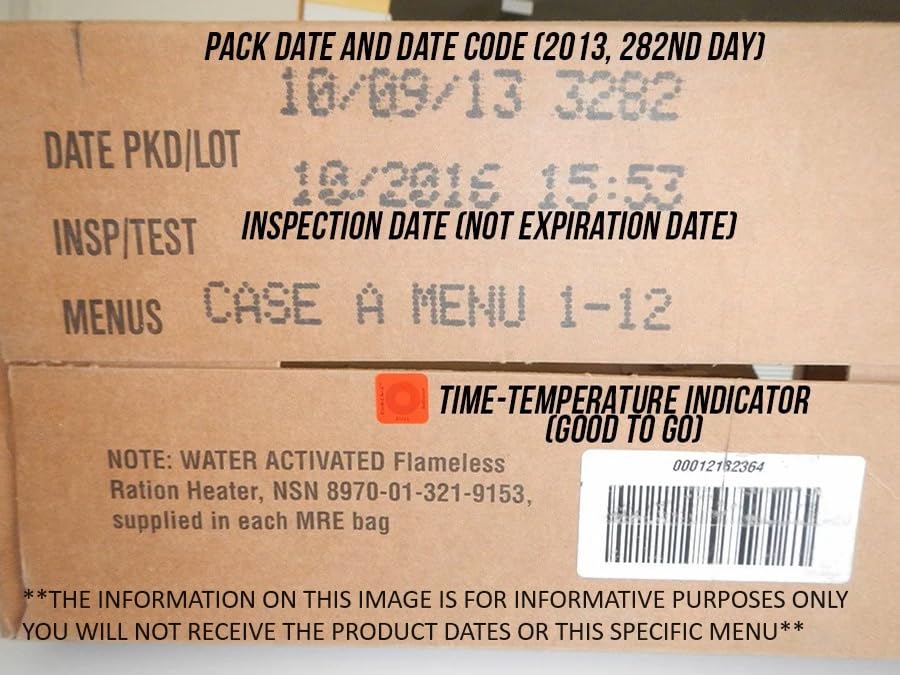 PACK DATE AND DATE CODE (2013, 282ND DAY)
10/09/13 3282
DATE PKD/LOT
10/2016 15:53
INSP/TEST
INSPECTION DATE (NOT EXPIRATION DATE)
MENUS CASE A MENU 1-12
TIME-TEMPERATURE INDICATOR
(GOOD TO GO)
NOTE: WATER ACTIVATED Flameless
Ration Heater, NSN 8970-01-321-9153,
supplied in each MRE bag
00012182364
**THE INFORMATION ON THIS IMAGE IS FOR INFORMATIVE PURPOSES ONLY
YOU WILL NOT RECEIVE THE PRODUCT DATES OR THIS SPECIFIC MENU**